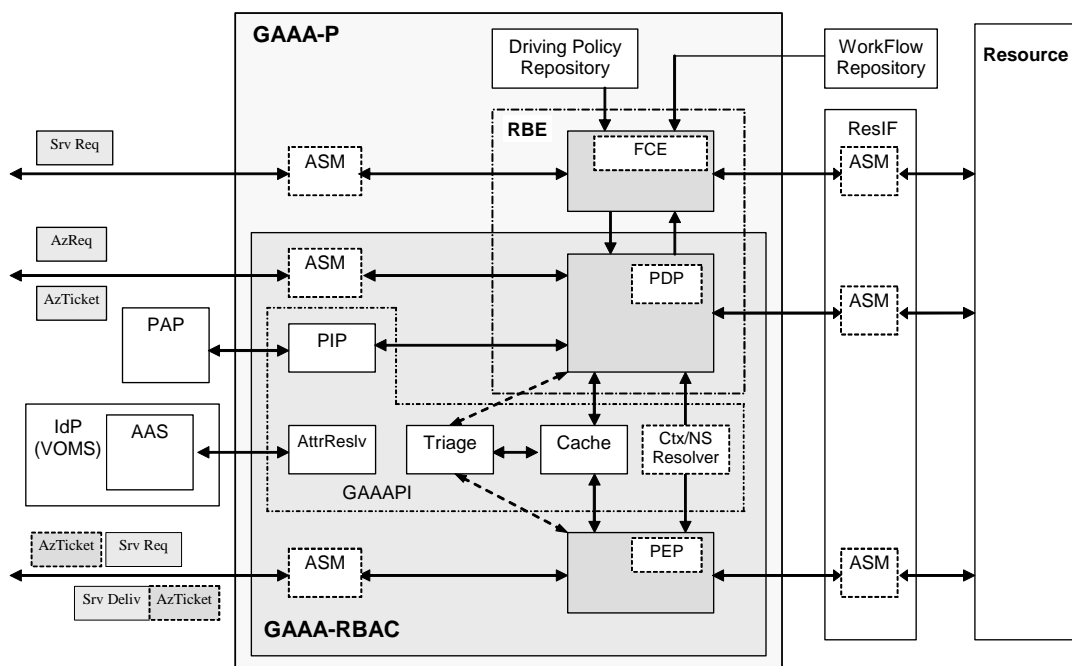 GAAA-P
Driving Policy
Repository
WorkFlow
Repository
Resource
RBE
ResIF
Srv Req
ASM
FCE
ASM
AzReq
ASM
PDP
AzTicket
ASM
PAP
PIP
IdP
(VOMS)
AAS
AttrReslv
Triage
Cache
Ctx/NS
Resolver
GAAAPI
AzTicket
Srv Req
ASM
PEP
ASM
Srv Deliv
AzTicket
GAAA-RBAC